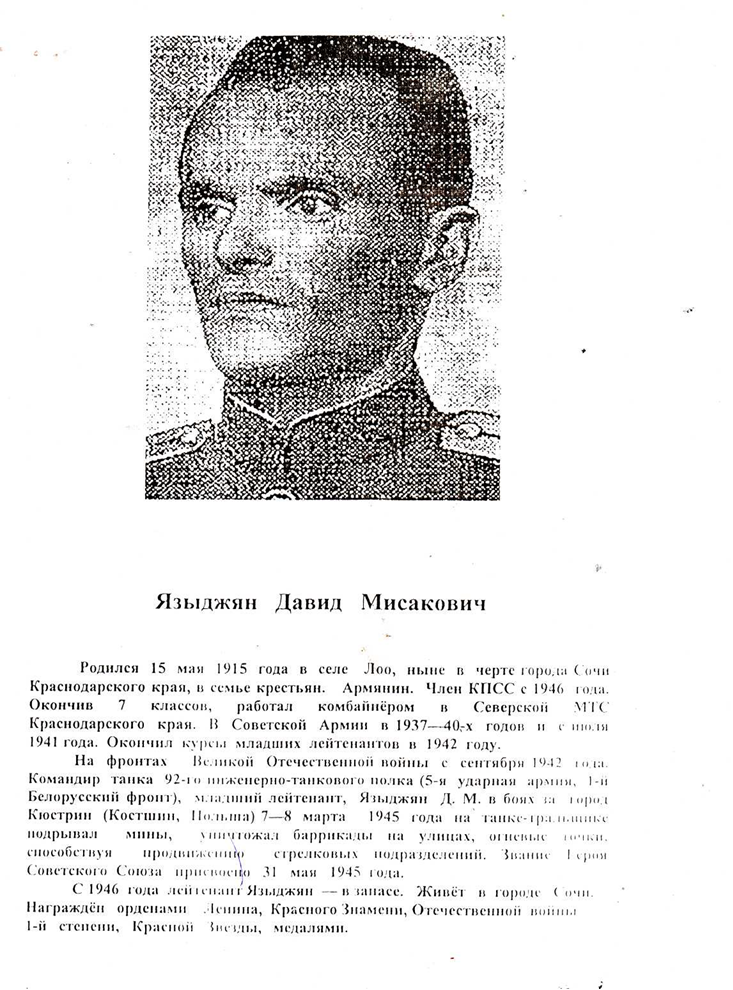 Языджян Давид Мисакович
Родился 15 мая 1915 года в селе Лоо, ныне в черте города Сочи
Краснодарского края, в семье крестьян. Армянин. Член КПСС с 1946 года.
Окончив 7 классов, работал комбайнёром в Северской МТС
Краснодарского края. В Советской Армии в 1937—40-х годов и с июля
1941 года. Окончил курсы младших лейтенантов в 1942 году.
На фронтах Великой Отечественной войны с сентября 1942 года.
Командир танка 92-го инженерно-танкового полка (5-я ударная армия, 1-й
Белорусский фронт), младший лейтенант, Языджян Д. М. в боях за город
Кюстрин (Костшин, Польша) 7—8 марта 1945 года на танке-тральщике
подрывал мины, уничтожал баррикады на улицах, огневые точки,
способствуя продвижению стрелковых подразделений. Звание Героя
Советского Союза присвоено 31 мая 1945 года.
С 1946 года лейтенант Языджян — в запасе. Живёт в городе Сочи.
Награждён орденами Ленина, Красного Знамени, Отечественной войны
1-й степени, Красной Звезды, медалями.